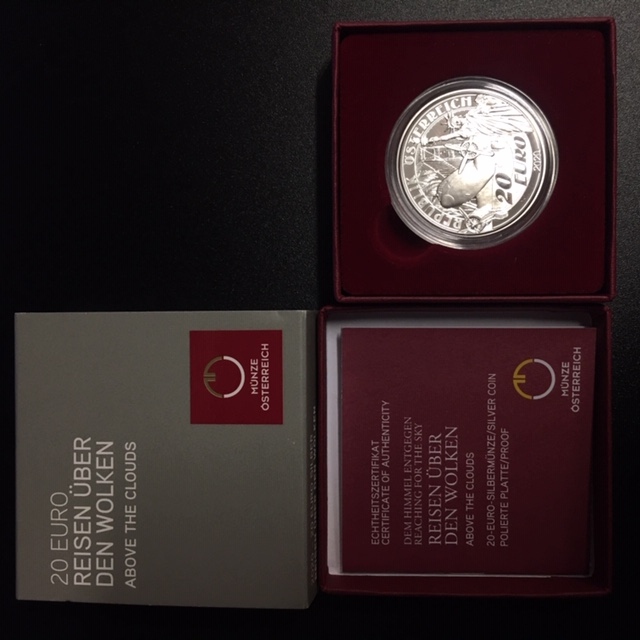 20 EURO
REISEN ÜBER
DEN WOLKEN
ABOVE THE CLOUDS
MÜNZE
ÖSTERREICH
REPUBLIK ÖSTERREICH
20 EURO
ECHTHEITSZERTIFIKAT
CERTIFICATE OF AUTHENTICITY
DEM HIMMEL ENTGEGEN
REACHING FOR THE SKY
REISEN ÜBER
DEN WOLKEN
ABOVE THE CLOUDS
20-EURO-SILBERMÜNZE/SILVER COIN
POLIERTE PLATTE/PROOF
MÜNZE
ÖSTERREICH